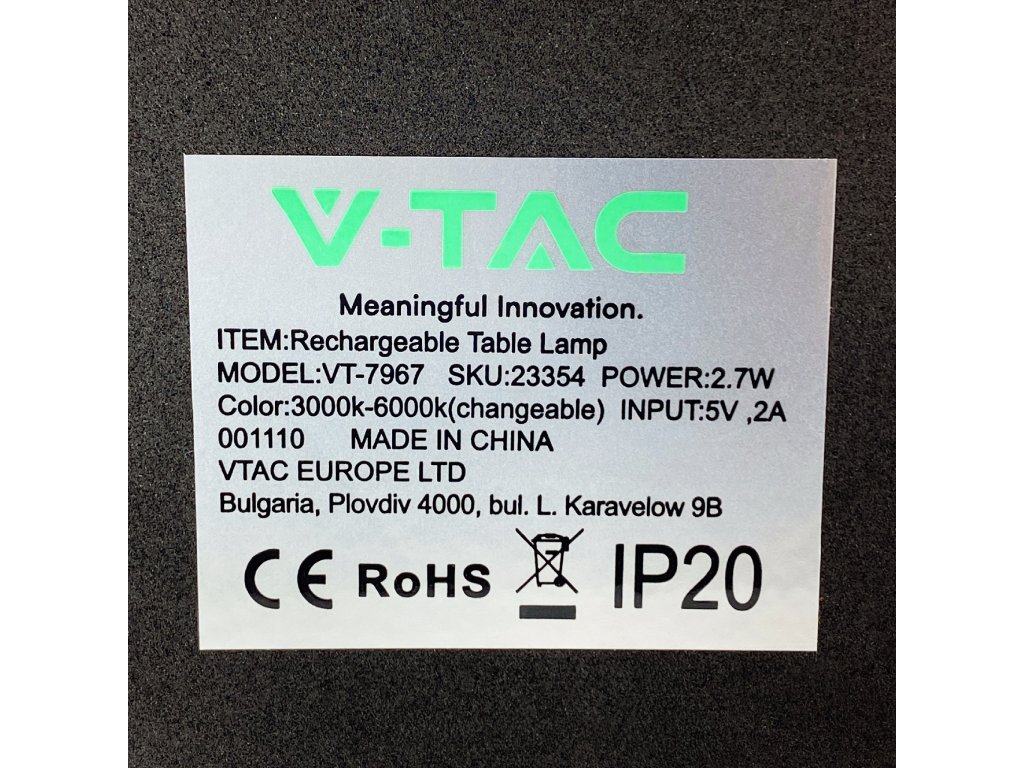 V-TAC
Meaningful Innovation.
ITEM:Rechargeable Table Lamp
MODEL:VT-7967 SKU:23354 POWER:2.7W
Color:3000k-6000k(changeable) INPUT:5V ,2A
001110 MADE IN CHINA
VTAC EUROPE LTD
Bulgaria, Plovdiv 4000, bul. L. Karavelow 9B
CE RoHS IP20